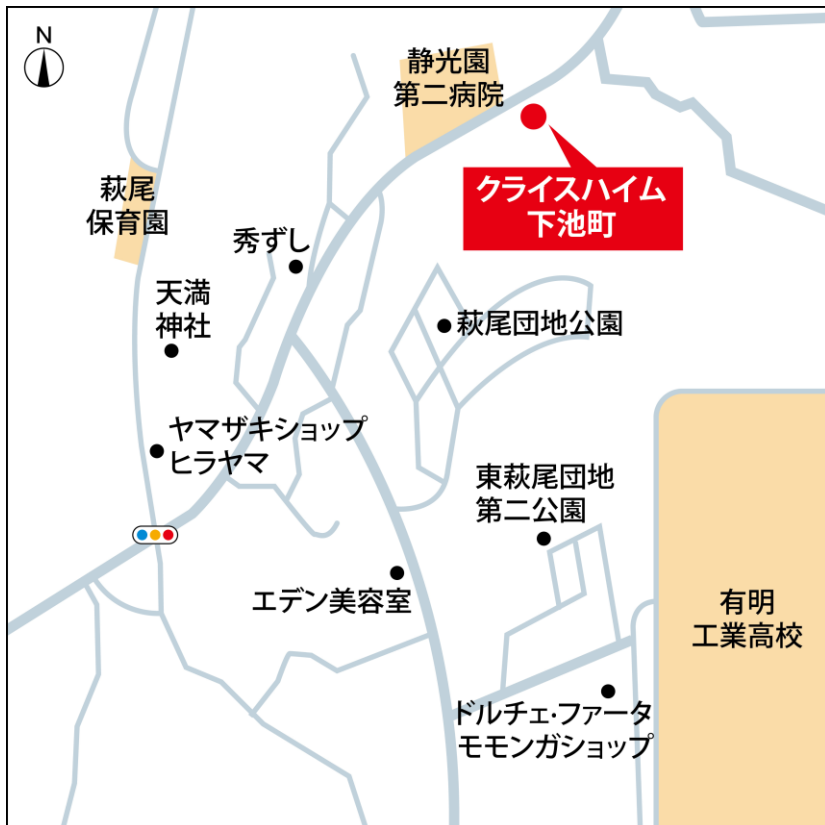 N
静光園
第二病院
クライスハイム
下池町
萩尾
保育園
秀ずし
天満
神社
萩尾団地公園
ヤマザキショップ
ヒラヤマ
東萩尾団地
第二公園
エデン美容室
有明
工業高校
ドルチェ・ファータ
モモンガショップ